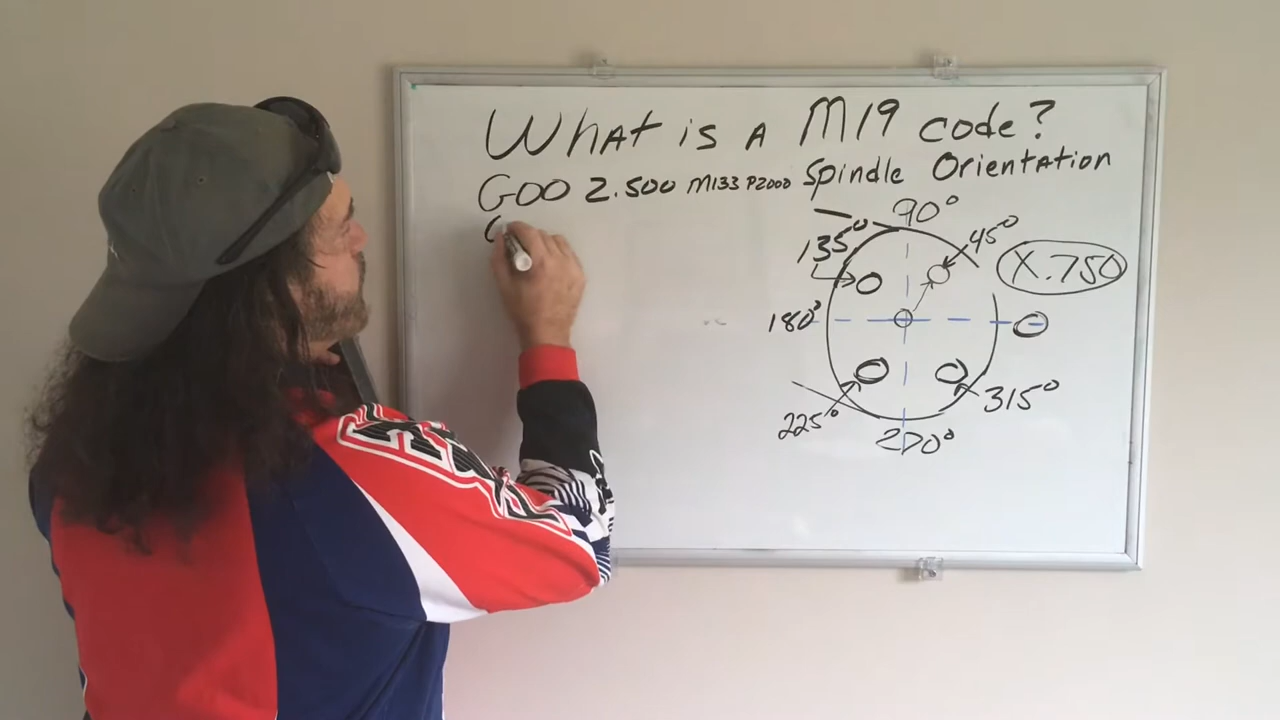 What is a M19 code?
G00 Z.500 M133 P2000 Spindle Orientation
90°
135° 45°
X.750
180°
315°
225°
270°